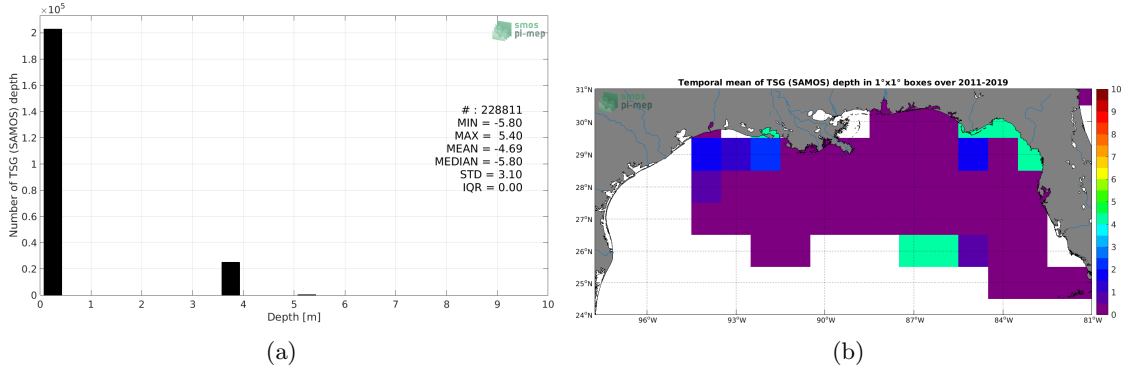 ×10⁵
2
1.8
1.6
1.4
1.2
1
0.8
0.6
0.4
0.2
0
Number of TSG (SAMOS) depth
smos
pi-mep
# : 228811
MIN = -5.80
MAX = 5.40
MEAN = -4.69
MEDIAN = -5.80
STD = 3.10
IQR = 0.00
0 1 2 3 4 5 6 7 8 9 10
Depth [m]
(a)
Temporal mean of TSG (SAMOS) depth in 1°x1° boxes over 2011-2019
smos
pi-mep
31°N
30°N
29°N
28°N
27°N
26°N
25°N
24°N
96°W 93°W 90°W 87°W 84°W 81°W
10
9
8
7
6
5
4
3
2
1
0
(b)